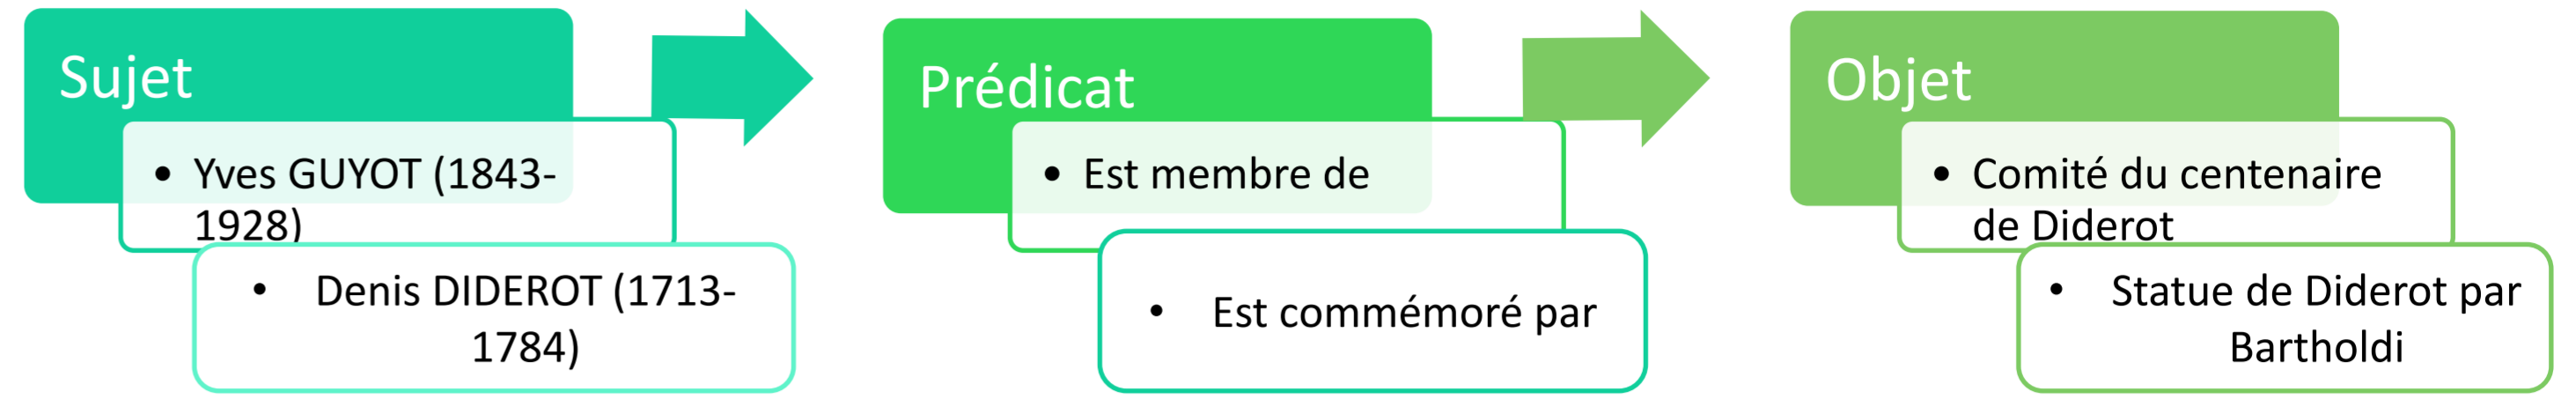 Sujet
• Yves GUYOT (1843-
1928)
• Denis DIDEROT (1713-
1784)
Prédicat
• Est membre de
• Est commémoré par
Objet
• Comité du centenaire
de Diderot
• Statue de Diderot par
Bartholdi